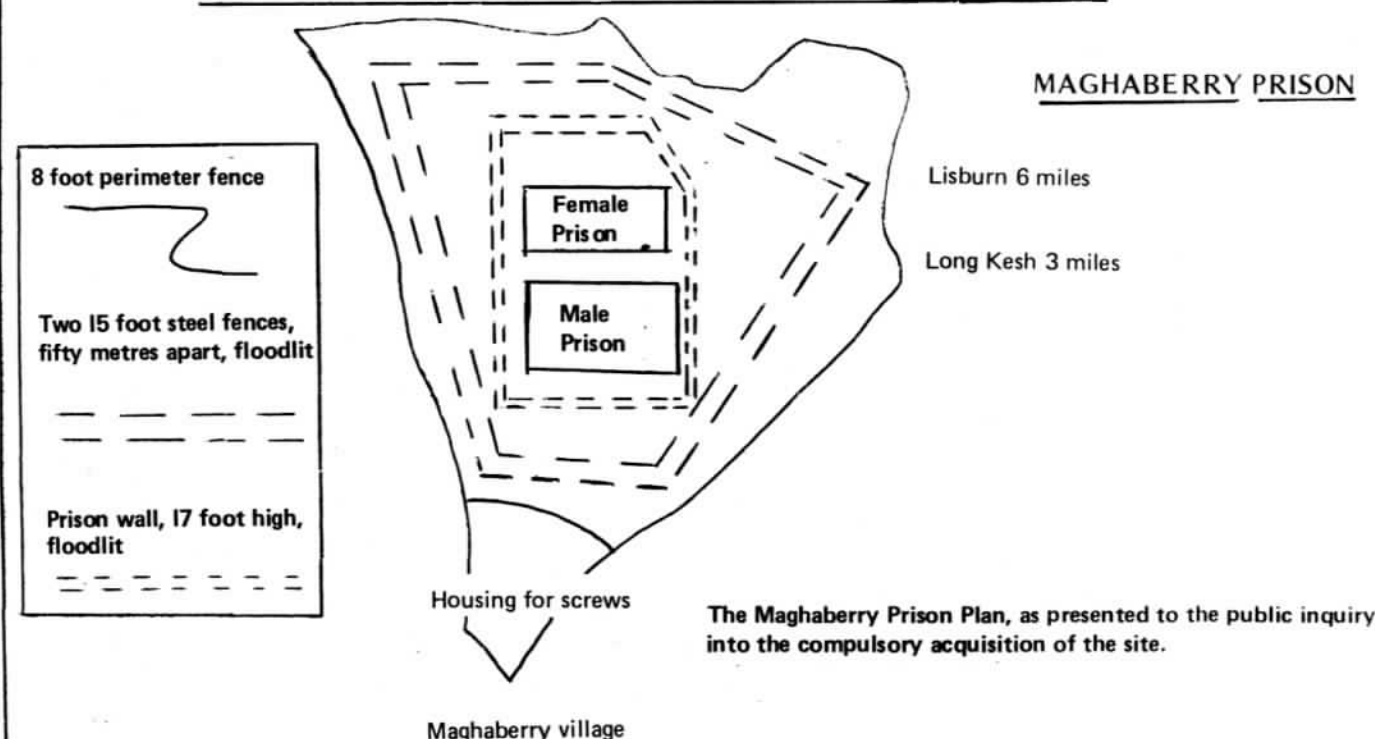 MAGHABERRY PRISON
8 foot perimeter fence
Two 15 foot steel fences,
fifty metres apart, floodlit
Prison wall, 17 foot high,
floodlit
Female
Prison
Male
Prison
Lisburn 6 miles
Long Kesh 3 miles
Housing for screws
The Maghaberry Prison Plan, as presented to the public inquiry
into the compulsory acquisition of the site.
Maghaberry village